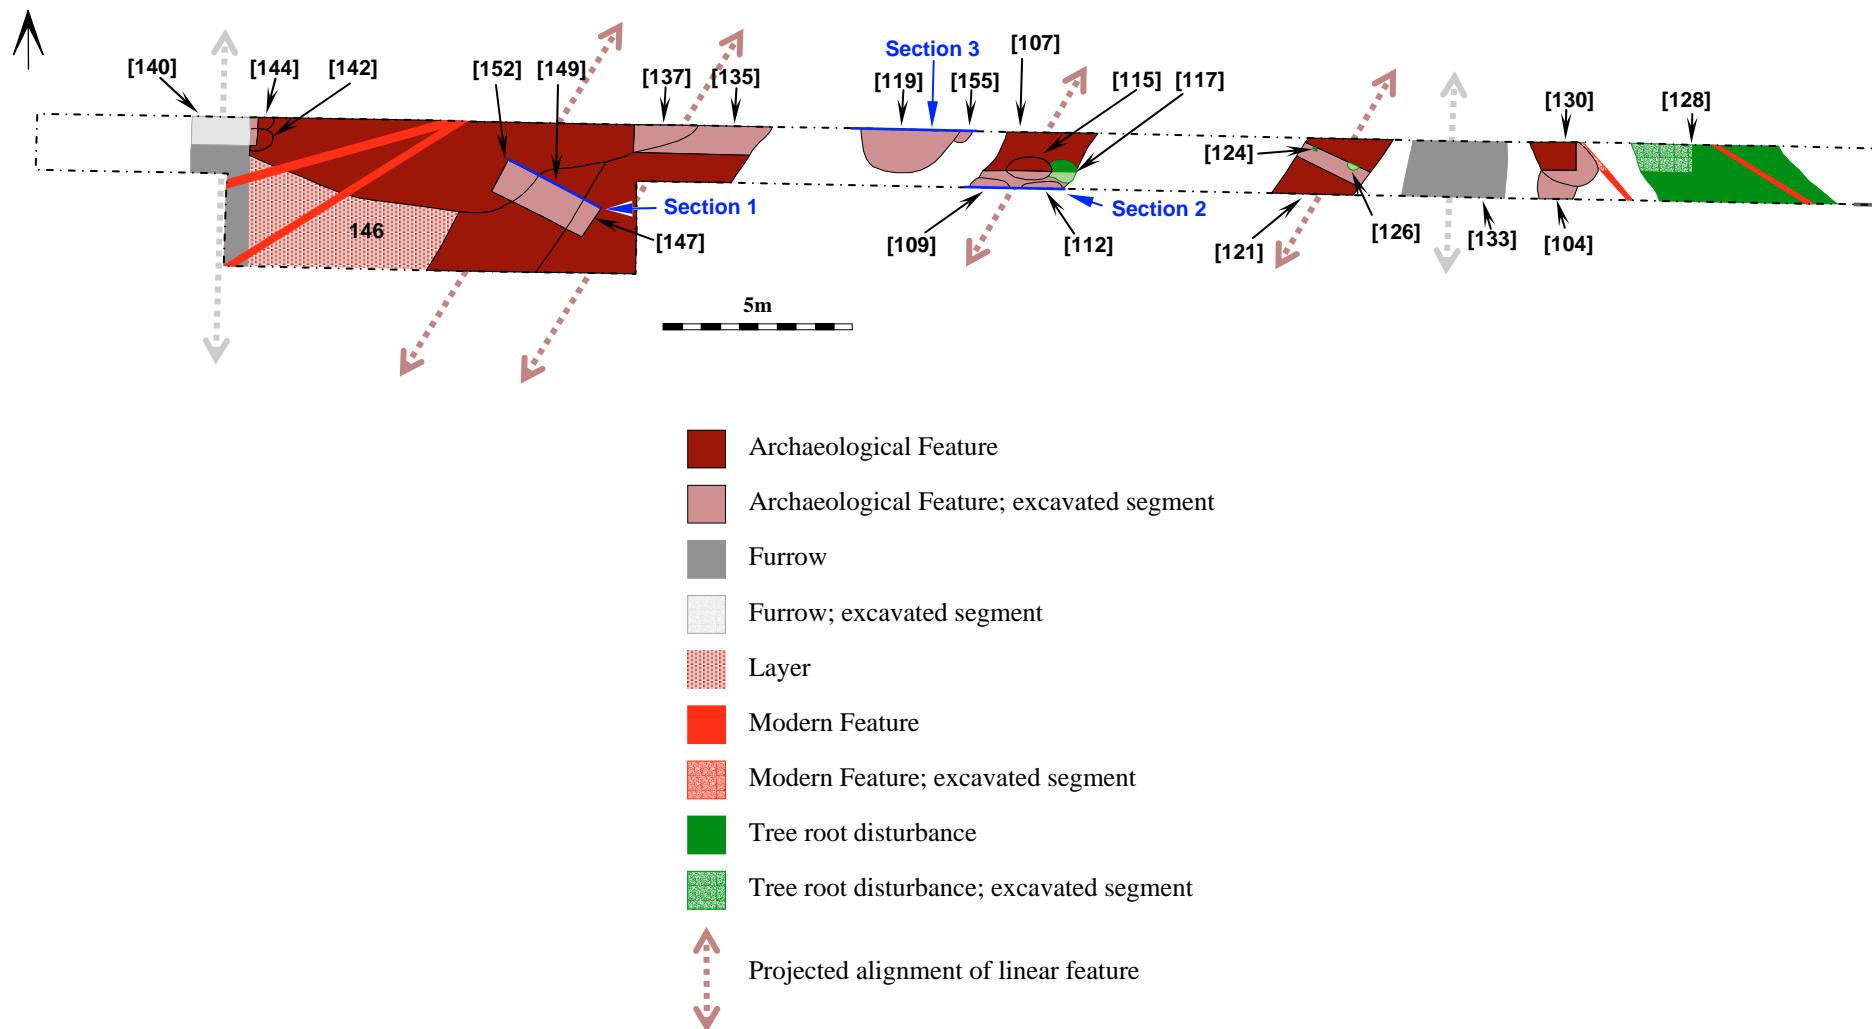 Section 3
[107]
[140]
[144]
[142]
[152]
[149]
[137]
[135]
[119]
[155]
[115]
[117]
[130]
[128]
[124]
146
Section 1
[147]
Section 2
[109]
[112]
[121]
[126]
[133]
[104]
5m
Archaeological Feature
Archaeological Feature; excavated segment
Furrow
Furrow; excavated segment
Layer
Modern Feature
Modern Feature; excavated segment
Tree root disturbance
Tree root disturbance; excavated segment
Projected alignment of linear feature